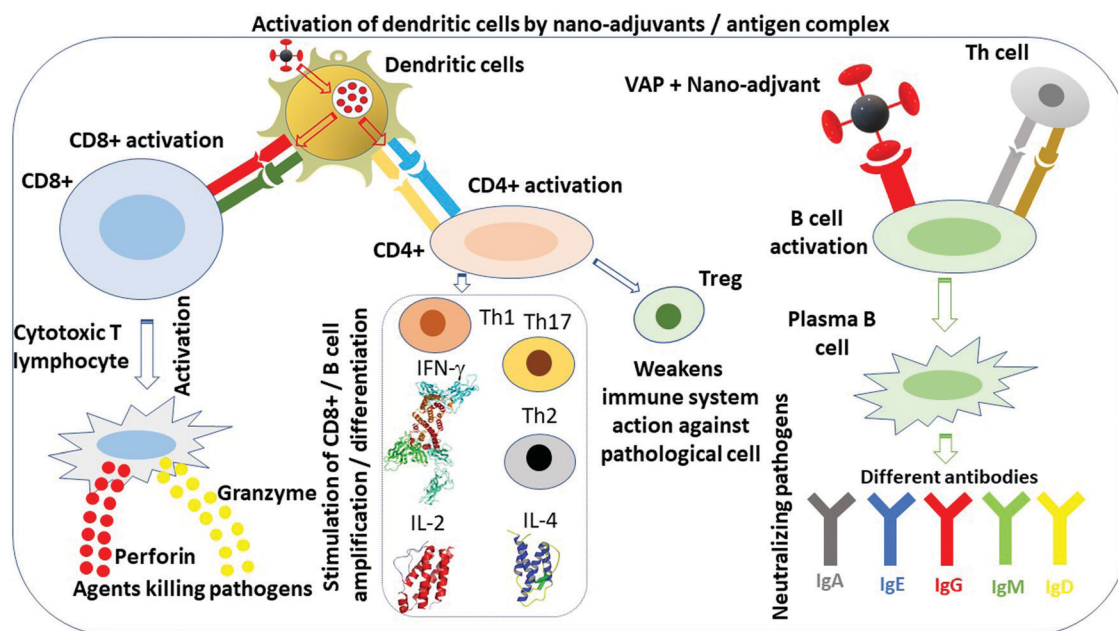 Activation of dendritic cells by nano-adjuvants / antigen complex
Dendritic cells
CD8+ activation
CD8+
CD4+ activation
CD4+
Cytotoxic T
lymphocyte
Activation
Granzyme
Perforin
Agents killing pathogens
Stimulation of CD8+ / B cell
amplification / differentiation
Th1
Th17
IFN-γ
Th2
IL-2
IL-4
Treg
Weakens
immune system
action against
pathological cell
VAP + Nano-adjvant
Th cell
B cell
activation
Plasma B
cell
Neutralizing pathogens
Different antibodies
IgA
IgE
IgG
IgM
IgD